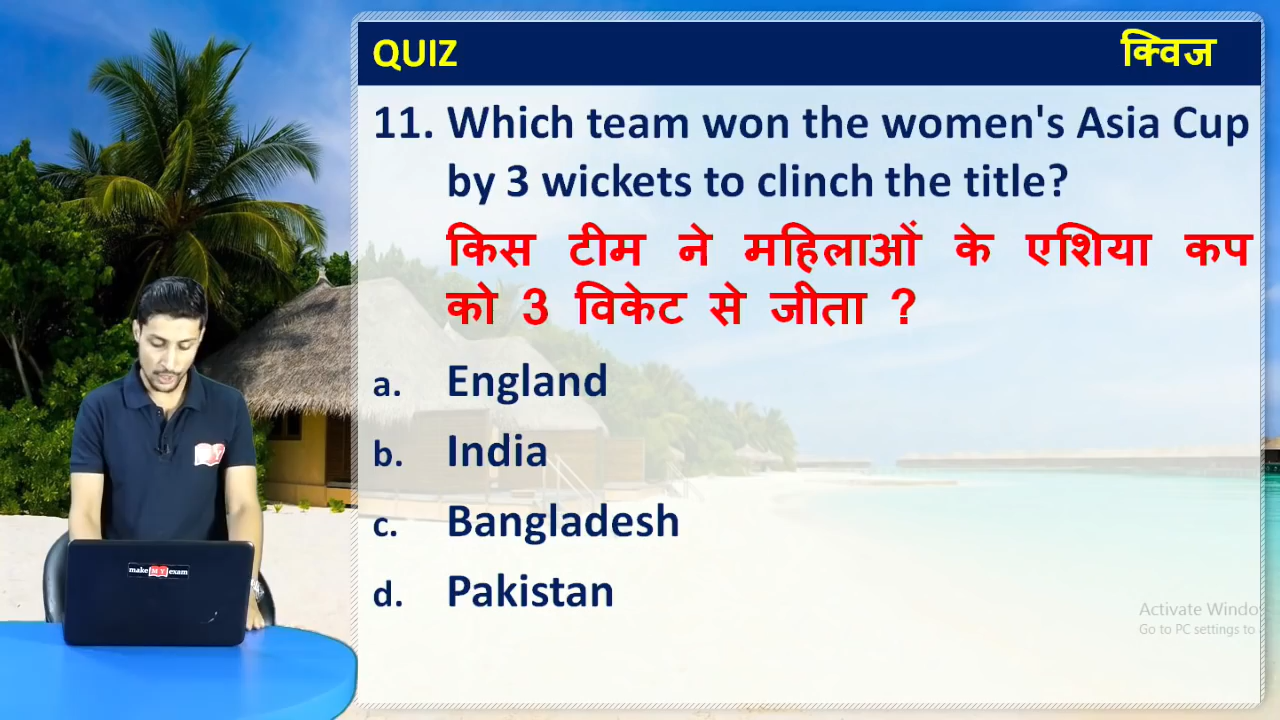 QUIZ क्विज
11. Which team won the women's Asia Cup
by 3 wickets to clinch the title?
किस टीम ने महिलाओं के एशिया कप
को 3 विकेट से जीता ?
a. England
b. India
c. Bangladesh
d. Pakistan
make MY exam
Activate Windo
Go to PC settings to